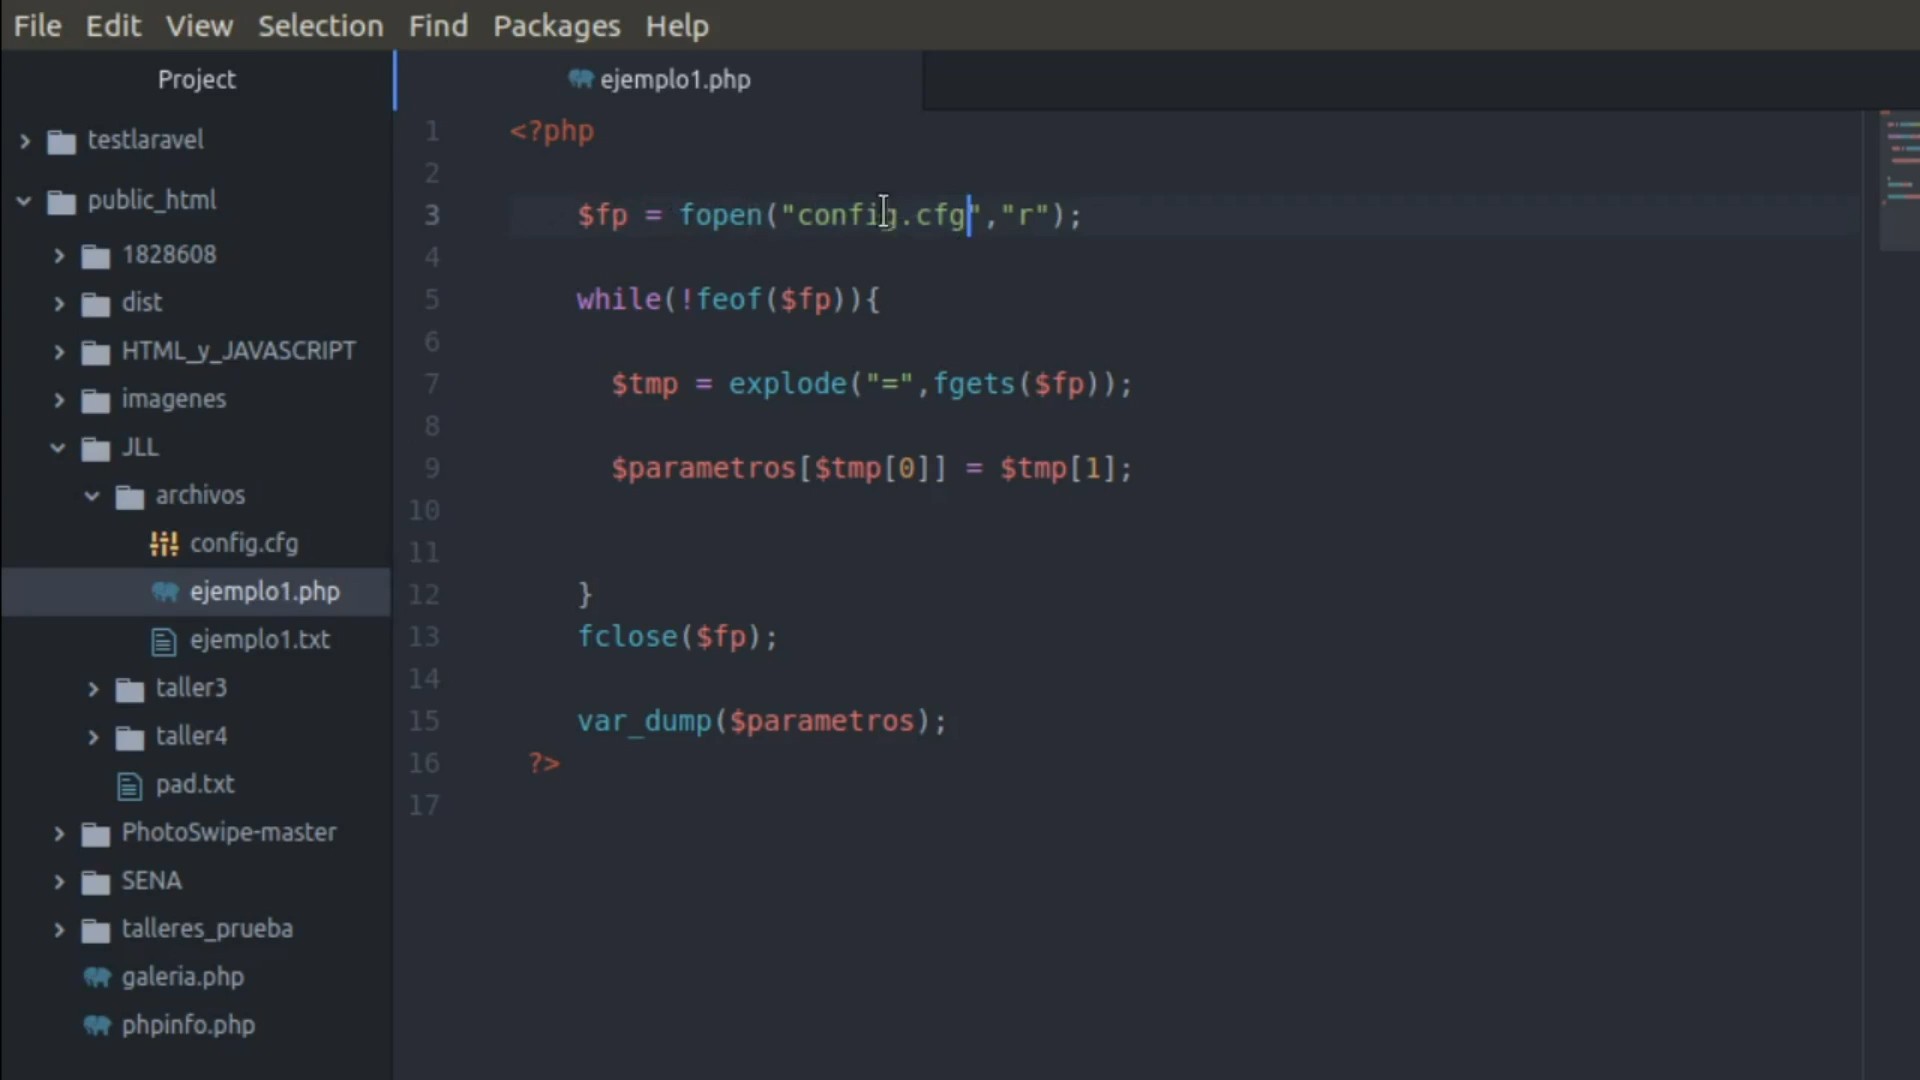 File Edit View Selection Find Packages Help
Project
testlaravel
public_html
1828608
dist
HTML_y_JAVASCRIPT
imagenes
JLL
archivos
config.cfg
ejemplo1.php
ejemplo1.txt
taller3
taller4
pad.txt
PhotoSwipe-master
SENA
talleres_prueba
galeria.php
phpinfo.php
ejemplo1.php
1 <?php
2
3 $fp = fopen("config.cfg","r");
4
5 while(!feof($fp)){
6
7 $tmp = explode("=",fgets($fp));
8
9 $parametros[$tmp[0]] = $tmp[1];
10
11
12 }
13 fclose($fp);
14
15 var_dump($parametros);
16 ?>
17